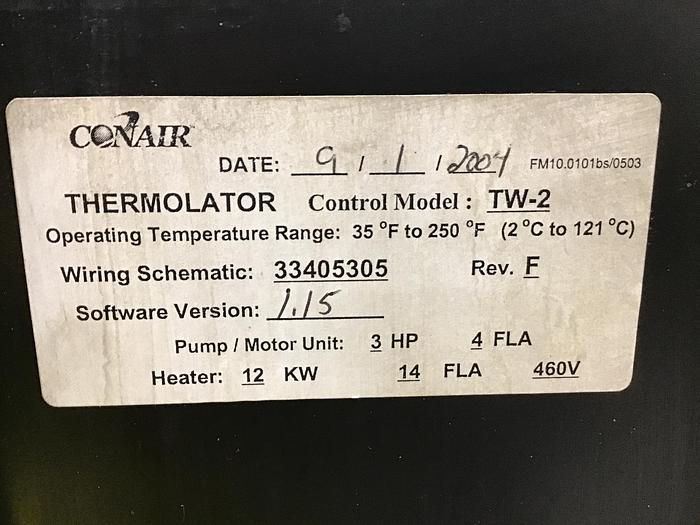 CONAIR
DATE: 9 / 1 / 2004 FM10.0101bs/0503
THERMOLATOR Control Model : TW-2
Operating Temperature Range: 35 °F to 250 °F (2 °C to 121 °C)
Wiring Schematic: 33405305 Rev. F
Software Version: 1.15
Pump / Motor Unit: 3 HP 4 FLA
Heater: 12 KW 14 FLA 460V